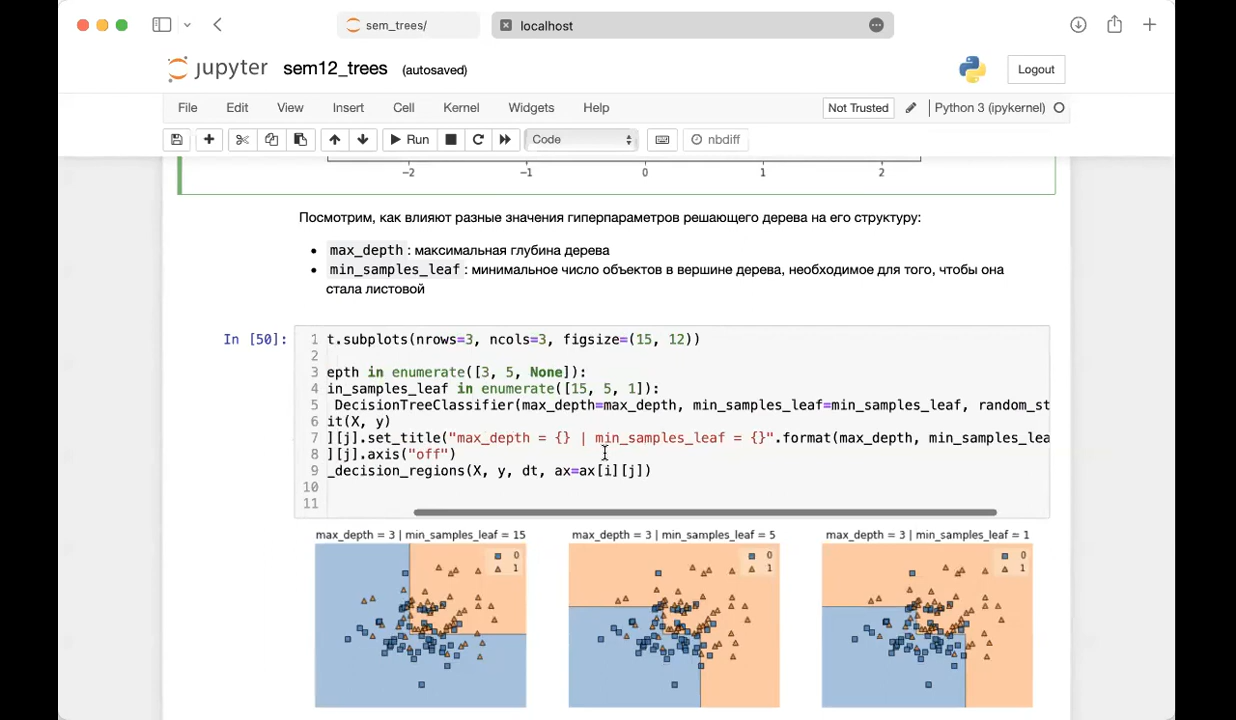 sem_trees/
localhost
jupyter sem12_trees (autosaved)
Logout
File Edit View Insert Cell Kernel Widgets Help
Not Trusted
Python 3 (ipykernel)
Run
Code
nbdiff
−2 −1 0 1 2
Посмотрим, как влияют разные значения гиперпараметров решающего дерева на его структуру:
max_depth : максимальная глубина дерева
min_samples_leaf : минимальное число объектов в вершине дерева, необходимое для того, чтобы она
стала листовой
In [50]:
1 t.subplots(nrows=3, ncols=3, figsize=(15, 12))
2
3 epth in enumerate([3, 5, None]):
4 in_samples_leaf in enumerate([15, 5, 1]):
5 DecisionTreeClassifier(max_depth=max_depth, min_samples_leaf=min_samples_leaf, random_st
6 it(X, y)
7 ][j].set_title("max_depth = {} | min_samples_leaf = {}".format(max_depth, min_samples_lea
8 ][j].axis("off")
9 _decision_regions(X, y, dt, ax=ax[i][j])
10
11
max_depth = 3 | min_samples_leaf = 15
0
1
max_depth = 3 | min_samples_leaf = 5
0
1
max_depth = 3 | min_samples_leaf = 1
0
1